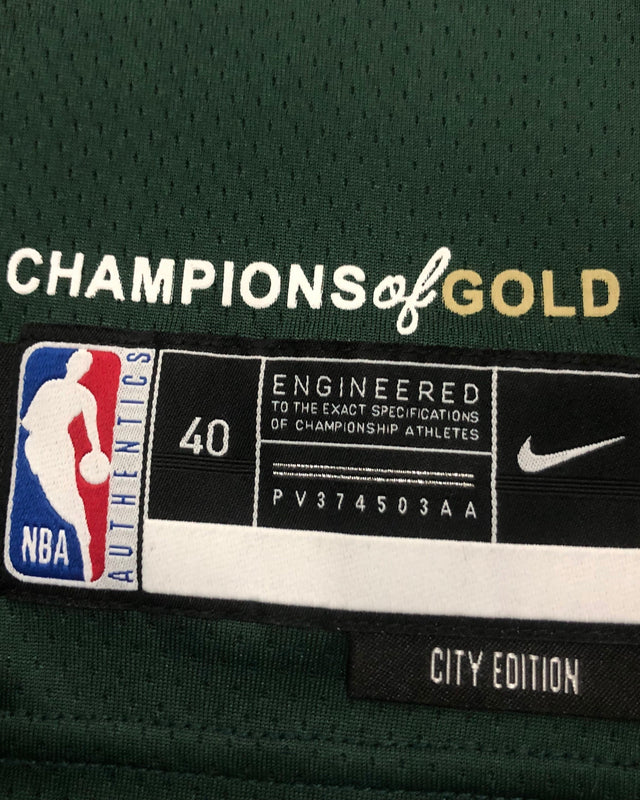 CHAMPIONS of GOLD
NBA
AUTHENTICS
40
ENGINEERED
TO THE EXACT SPECIFICATIONS
OF CHAMPIONSHIP ATHLETES
PV374503AA
CITY EDITION